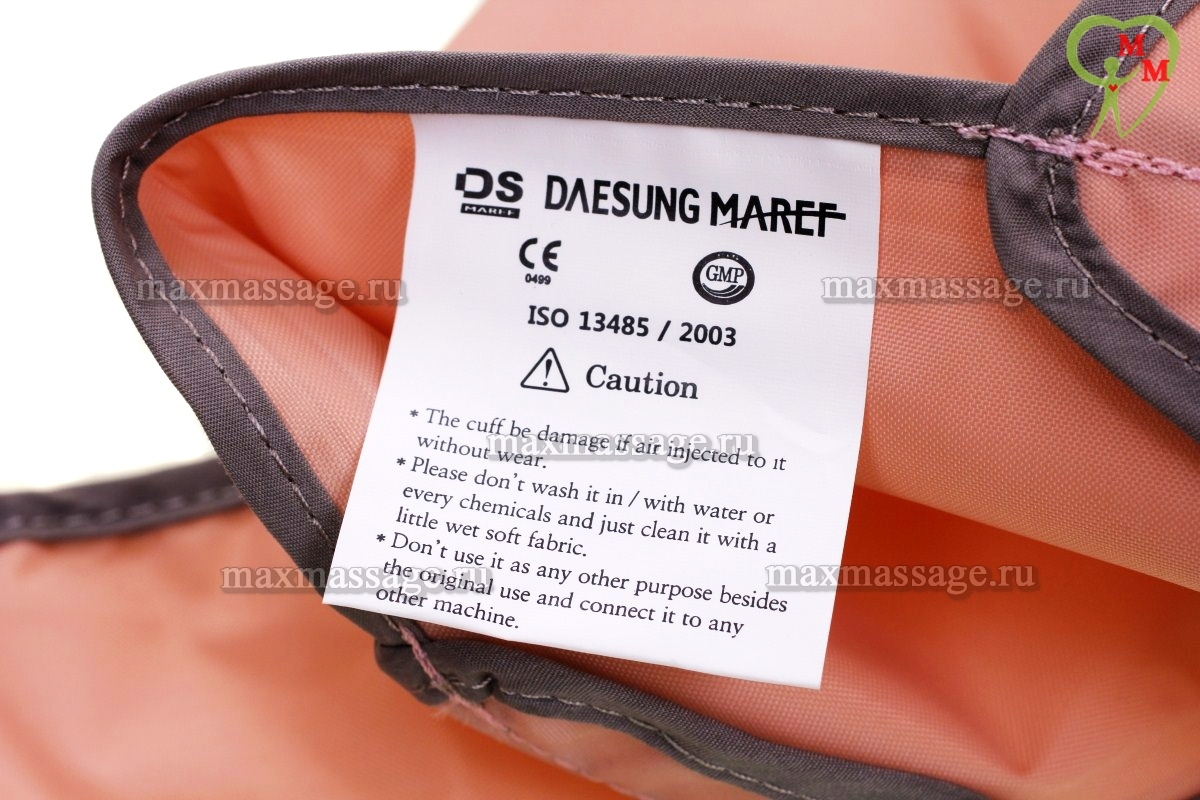 M
M
DS DAESUNG MAREF
MAREF
CE
0499
GMP
maxmassage.ru
maxmassage.ru
ISO 13485 / 2003
Caution
* The cuff be damage if air injected to it
without wear.
maxmassage.ru
* Please don't wash it in / with water or
every chemicals and just clean it with a
little wet soft fabric.
* Don't use it as any other purpose besides
the original use and connect it to any
other machine.
maxmassage.ru
maxmassage.ru